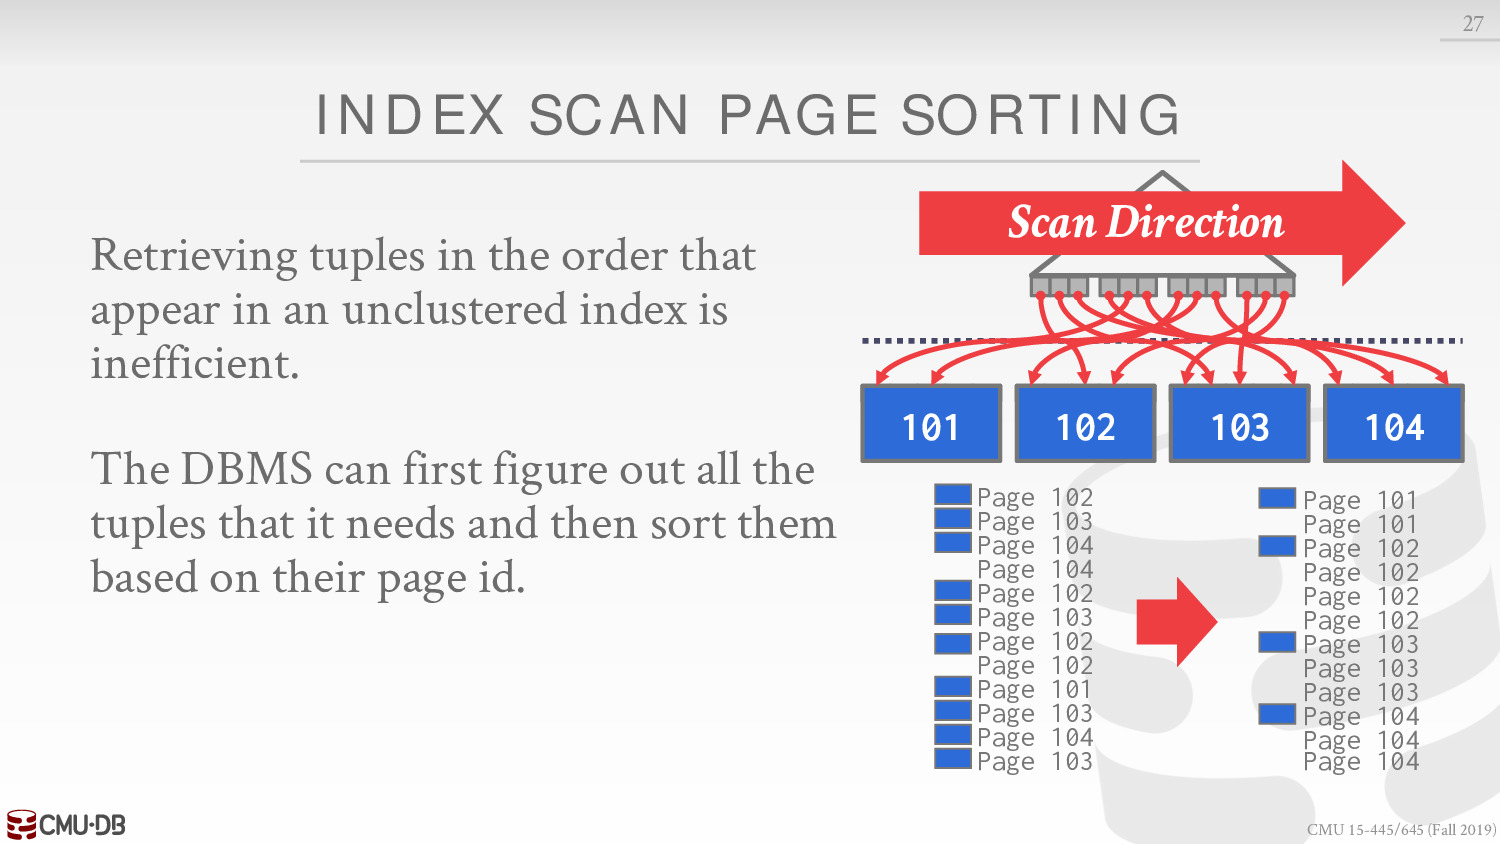 27
INDEX SCAN PAGE SORTING
Retrieving tuples in the order that
appear in an unclustered index is
inefficient.
The DBMS can first figure out all the
tuples that it needs and then sort them
based on their page id.
Scan Direction
101 102 103 104
Page 102
Page 103
Page 104
Page 104
Page 102
Page 103
Page 102
Page 102
Page 101
Page 103
Page 104
Page 103
Page 101
Page 101
Page 102
Page 102
Page 102
Page 102
Page 103
Page 103
Page 103
Page 104
Page 104
Page 104
CMU·DB
CMU 15-445/645 (Fall 2019)